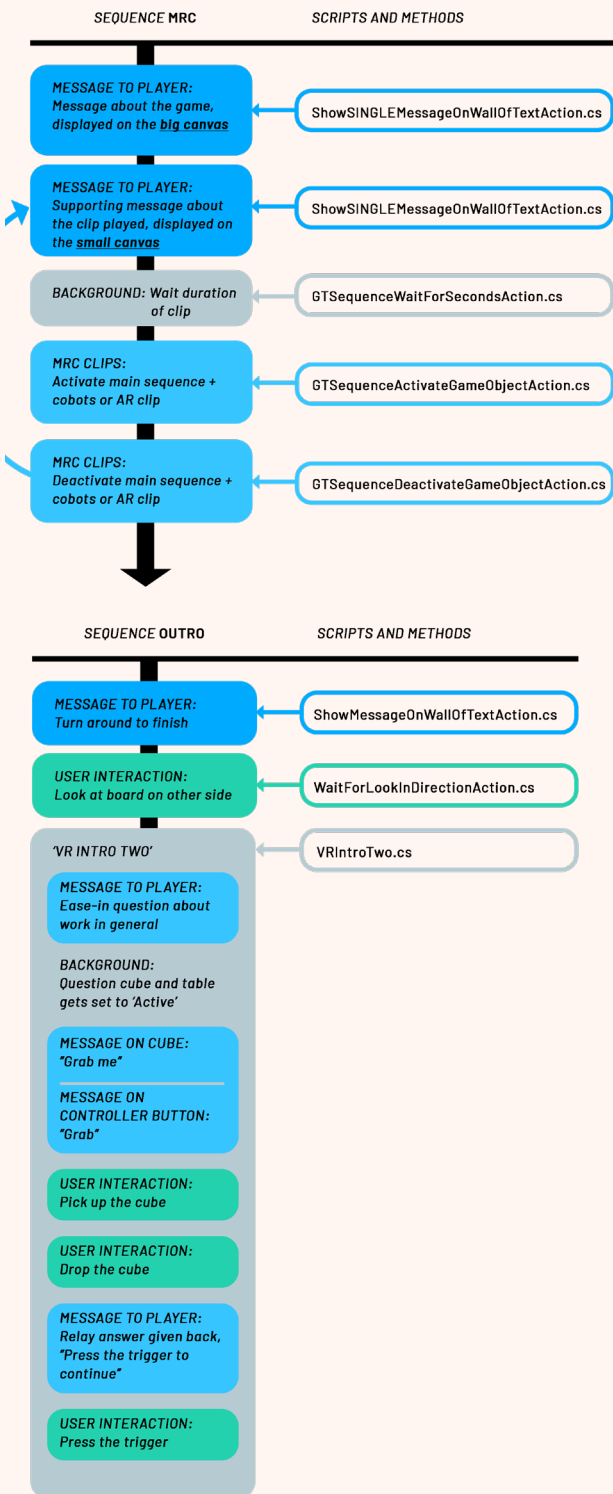 SEQUENCE MRC
SCRIPTS AND METHODS
MESSAGE TO PLAYER:
Message about the game,
displayed on the big canvas
ShowSINGLEMessageOnWallOfTextAction.cs
MESSAGE TO PLAYER:
Supporting message about
the clip played, displayed on
the small canvas
ShowSINGLEMessageOnWallOfTextAction.cs
BACKGROUND: Wait duration
of clip
GTSequenceWaitForSecondsAction.cs
MRC CLIPS:
Activate main sequence +
cobots or AR clip
GTSequenceActivateGameObjectAction.cs
MRC CLIPS:
Deactivate main sequence +
cobots or AR clip
GTSequenceDeactivateGameObjectAction.cs
SEQUENCE OUTRO
SCRIPTS AND METHODS
MESSAGE TO PLAYER:
Turn around to finish
ShowMessageOnWallOfTextAction.cs
USER INTERACTION:
Look at board on other side
WaitForLookInDirectionAction.cs
'VR INTRO TWO'
VRIntroTwo.cs
MESSAGE TO PLAYER:
Ease-in question about
work in general
BACKGROUND:
Question cube and table
gets set to 'Active'
MESSAGE ON CUBE:
"Grab me"
MESSAGE ON
CONTROLLER BUTTON:
"Grab"
USER INTERACTION:
Pick up the cube
USER INTERACTION:
Drop the cube
MESSAGE TO PLAYER:
Relay answer given back,
"Press the trigger to
continue"
USER INTERACTION:
Press the trigger